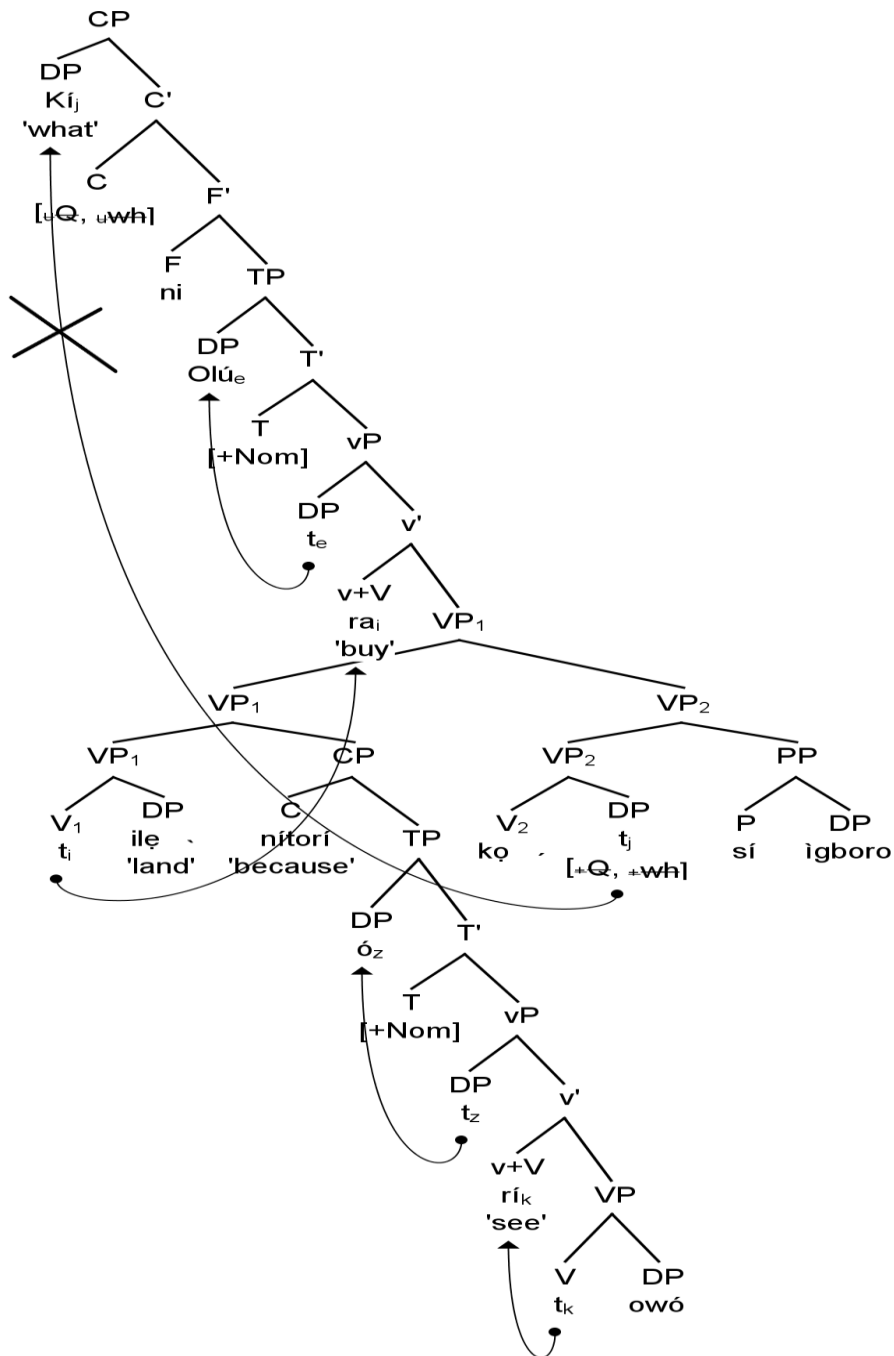 CP
DP
Kíⱼ C'
'what'
C F'
[uQ, uwh]
F TP
ni
DP T'
Olúₑ
T vP
[+Nom]
DP v'
tₑ
v+V VP₁
raᵢ
'buy'
VP₁ VP₂
VP₁ CP VP₂ PP
V₁ DP C TP V₂ DP P DP
tᵢ ilẹ̀ nítorí kọ́ tⱼ sí ìgboro
'land' 'because' [+Q, +wh]
DP T'
ó_z
T vP
[+Nom]
DP v'
t_z
v+V VP
ríₖ
'see'
V DP
tₖ owó